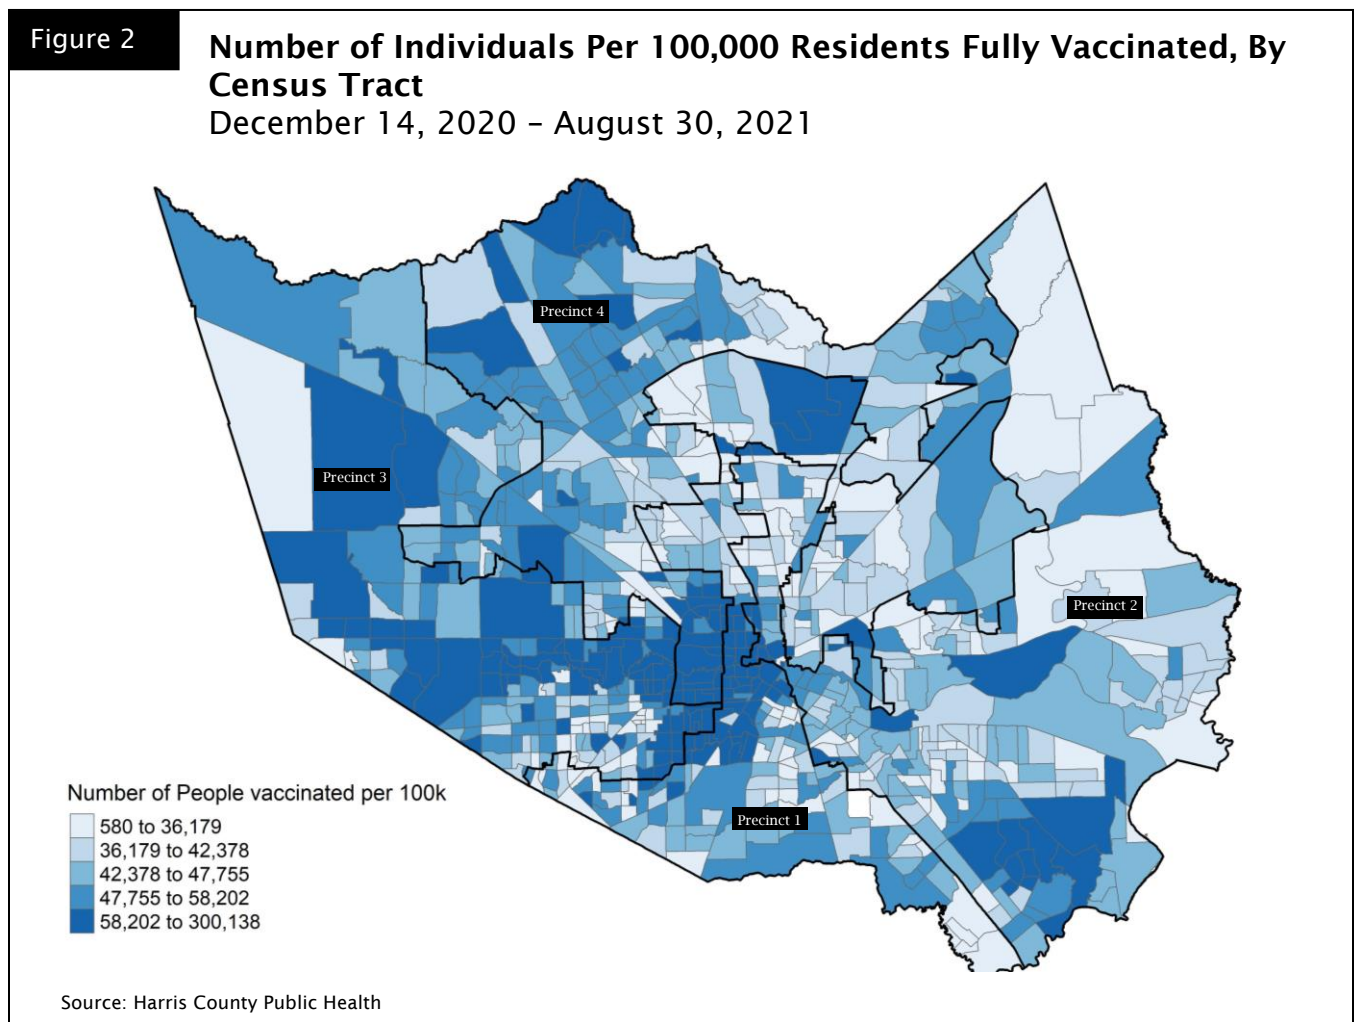 Figure 2
Number of Individuals Per 100,000 Residents Fully Vaccinated, By
Census Tract
December 14, 2020 – August 30, 2021
Precinct 4
Precinct 3
Precinct 2
Precinct 1
Number of People vaccinated per 100k
580 to 36,179
36,179 to 42,378
42,378 to 47,755
47,755 to 58,202
58,202 to 300,138
Source: Harris County Public Health